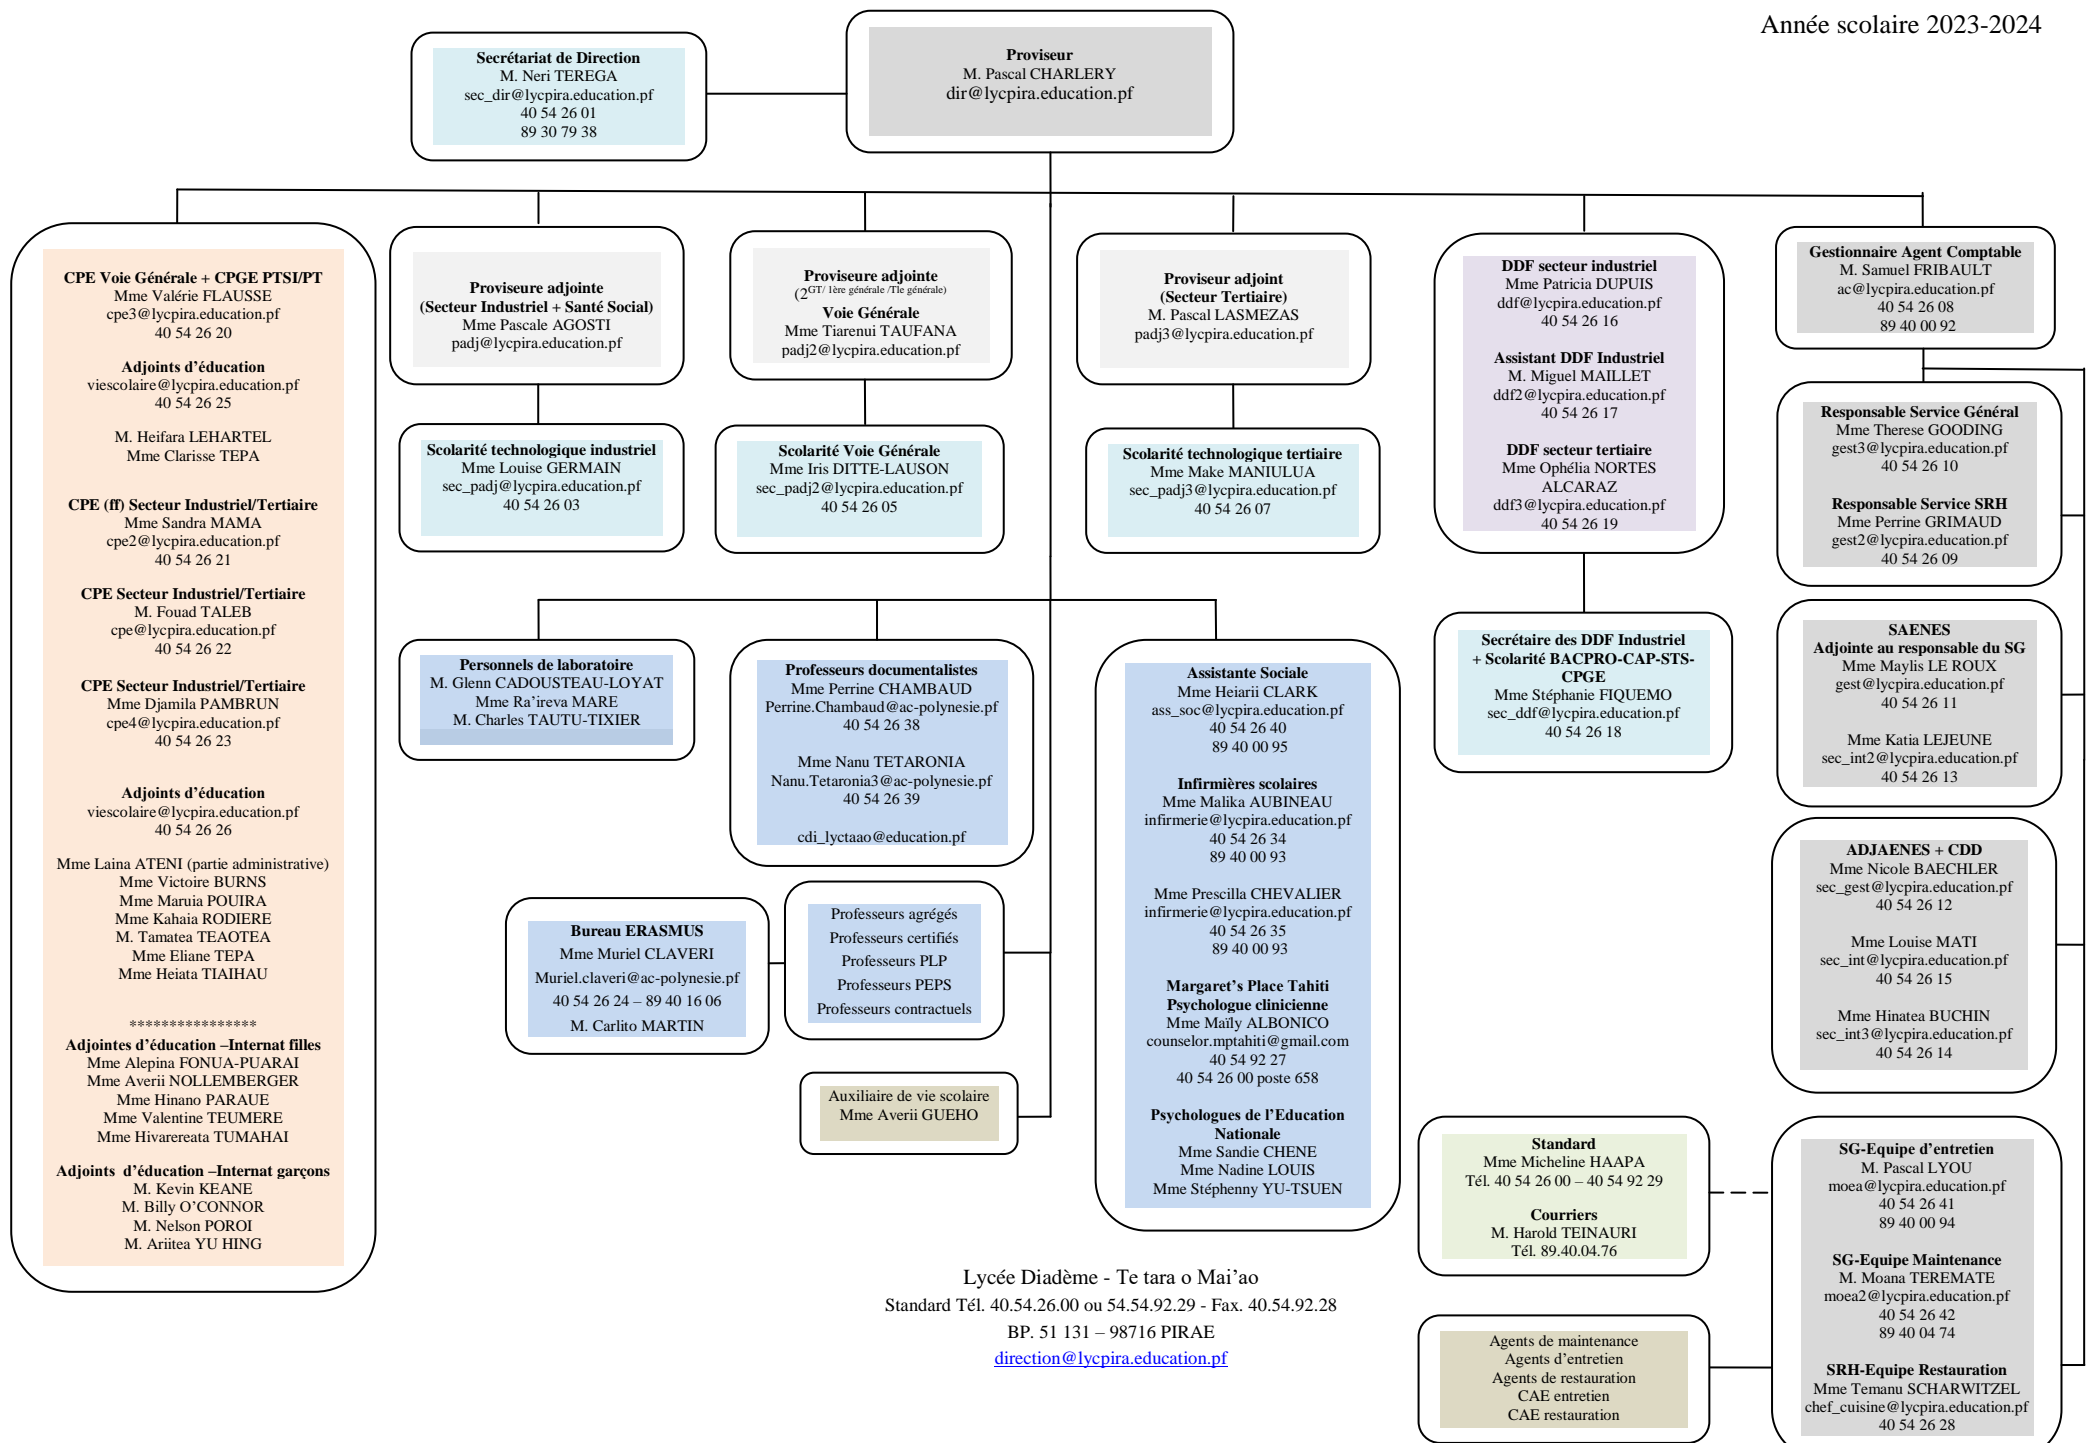 Année scolaire 2023-2024
Secrétariat de Direction
M. Neri TEREGA
sec_dir@lycpira.education.pf
40 54 26 01
89 30 79 38
Proviseur
M. Pascal CHARLERY
dir@lycpira.education.pf
CPE Voie Générale + CPGE PTSI/PT
Mme Valérie FLAUSSE
cpe3@lycpira.education.pf
40 54 26 20
Adjoints d’éducation
viescolaire@lycpira.education.pf
40 54 26 25
M. Heifara LEHARTEL
Mme Clarisse TEPA
CPE (ff) Secteur Industriel/Tertiaire
Mme Sandra MAMA
cpe2@lycpira.education.pf
40 54 26 21
CPE Secteur Industriel/Tertiaire
M. Fouad TALEB
cpe@lycpira.education.pf
40 54 26 22
CPE Secteur Industriel/Tertiaire
Mme Djamila PAMBRUN
cpe4@lycpira.education.pf
40 54 26 23
Adjoints d’éducation
viescolaire@lycpira.education.pf
40 54 26 26
Mme Laina ATENI (partie administrative)
Mme Victoire BURNS
Mme Maruia POUIRA
Mme Kahaia RODIERE
M. Tamatea TEAOTEA
Mme Eliane TEPA
Mme Heiata TIAIHAU
****************
Adjointes d’éducation –Internat filles
Mme Alepina FONUA-PUARAI
Mme Averii NOLLEMBERGER
Mme Hinano PARAUE
Mme Valentine TEUMERE
Mme Hivarereata TUMAHAI
Adjoints  d’éducation –Internat garçons
M. Kevin KEANE
M. Billy O’CONNOR
M. Nelson POROI
M. Ariitea YU HING
Proviseure adjointe
(Secteur Industriel + Santé Social)
Mme Pascale AGOSTI
padj@lycpira.education.pf
Proviseure adjointe
(2GT/ 1ère générale /Tle générale)
Voie Générale
Mme Tiarenui TAUFANA
padj2@lycpira.education.pf
Proviseur adjoint
(Secteur Tertiaire)
M. Pascal LASMEZAS
padj3@lycpira.education.pf
DDF secteur industriel
Mme Patricia DUPUIS
ddf@lycpira.education.pf
40 54 26 16
Assistant DDF Industriel
M. Miguel MAILLET
ddf2@lycpira.education.pf
40 54 26 17
DDF secteur tertiaire
Mme Ophélia NORTES
ALCARAZ
ddf3@lycpira.education.pf
40 54 26 19
Gestionnaire Agent Comptable
M. Samuel FRIBAULT
ac@lycpira.education.pf
40 54 26 08
89 40 00 92
Scolarité technologique industriel
Mme Louise GERMAIN
sec_padj@lycpira.education.pf
40 54 26 03
Scolarité Voie Générale
Mme Iris DITTE-LAUSON
sec_padj2@lycpira.education.pf
40 54 26 05
Scolarité technologique tertiaire
Mme Make MANIULUA
sec_padj3@lycpira.education.pf
40 54 26 07
Responsable Service Général
Mme Therese GOODING
gest3@lycpira.education.pf
40 54 26 10
Responsable Service SRH
Mme Perrine GRIMAUD
gest2@lycpira.education.pf
40 54 26 09
Personnels de laboratoire
M. Glenn CADOUSTEAU-LOYAT
Mme Ra’ireva MARE
M. Charles TAUTU-TIXIER
Professeurs documentalistes
Mme Perrine CHAMBAUD
Perrine.Chambaud@ac-polynesie.pf
40 54 26 38
Mme Nanu TETARONIA
Nanu.Tetaronia3@ac-polynesie.pf
40 54 26 39
cdi_lyctaao@education.pf
Assistante Sociale
Mme Heiarii CLARK
ass_soc@lycpira.education.pf
40 54 26 40
89 40 00 95
Infirmières scolaires
Mme Malika AUBINEAU
infirmerie@lycpira.education.pf
40 54 26 34
89 40 00 93
Mme Prescilla CHEVALIER
infirmerie@lycpira.education.pf
40 54 26 35
89 40 00 93
Margaret’s Place Tahiti
Psychologue clinicienne
Mme Maïly ALBONICO
counselor.mptahiti@gmail.com
40 54 92 27
40 54 26 00 poste 658
Psychologues de l’Education
Nationale
Mme Sandie CHENE
Mme Nadine LOUIS
Mme Stéphenny YU-TSUEN
Secrétaire des DDF Industriel
+ Scolarité BACPRO-CAP-STS-
CPGE
Mme Stéphanie FIQUEMO
sec_ddf@lycpira.education.pf
40 54 26 18
SAENES
Adjointe au responsable du SG
Mme Maylis LE ROUX
gest@lycpira.education.pf
40 54 26 11
Mme Katia LEJEUNE
sec_int2@lycpira.education.pf
40 54 26 13
ADJAENES + CDD
Mme Nicole BAECHLER
sec_gest@lycpira.education.pf
40 54 26 12
Mme Louise MATI
sec_int@lycpira.education.pf
40 54 26 15
Mme Hinatea BUCHIN
sec_int3@lycpira.education.pf
40 54 26 14
Bureau ERASMUS
Mme Muriel CLAVERI
Muriel.claveri@ac-polynesie.pf
40 54 26 24 – 89 40 16 06
M. Carlito MARTIN
Professeurs agrégés
Professeurs certifiés
Professeurs PLP
Professeurs PEPS
Professeurs contractuels
Auxiliaire de vie scolaire
Mme Averii GUEHO
Standard
Mme Micheline HAAPA
Tél. 40 54 26 00 – 40 54 92 29
Courriers
M. Harold TEINAURI
Tél. 89.40.04.76
SG-Equipe d’entretien
M. Pascal LYOU
moea@lycpira.education.pf
40 54 26 41
89 40 00 94
SG-Equipe Maintenance
M. Moana TEREMATE
moea2@lycpira.education.pf
40 54 26 42
89 40 04 74
SRH-Equipe Restauration
Mme Temanu SCHARWITZEL
chef_cuisine@lycpira.education.pf
40 54 26 28
Agents de maintenance
Agents d’entretien
Agents de restauration
CAE entretien
CAE restauration
Lycée Diadème - Te tara o Mai’ao
Standard Tél. 40.54.26.00 ou 54.54.92.29 - Fax. 40.54.92.28
BP. 51 131 – 98716 PIRAE
direction@lycpira.education.pf